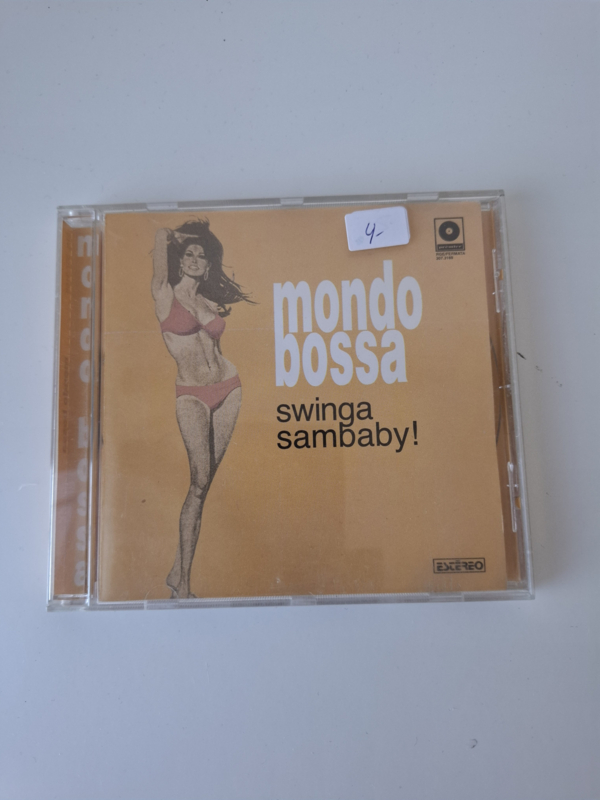 4,-
mondo
bossa
swinga
sambaby!
ESTÉREO
mondo bossa